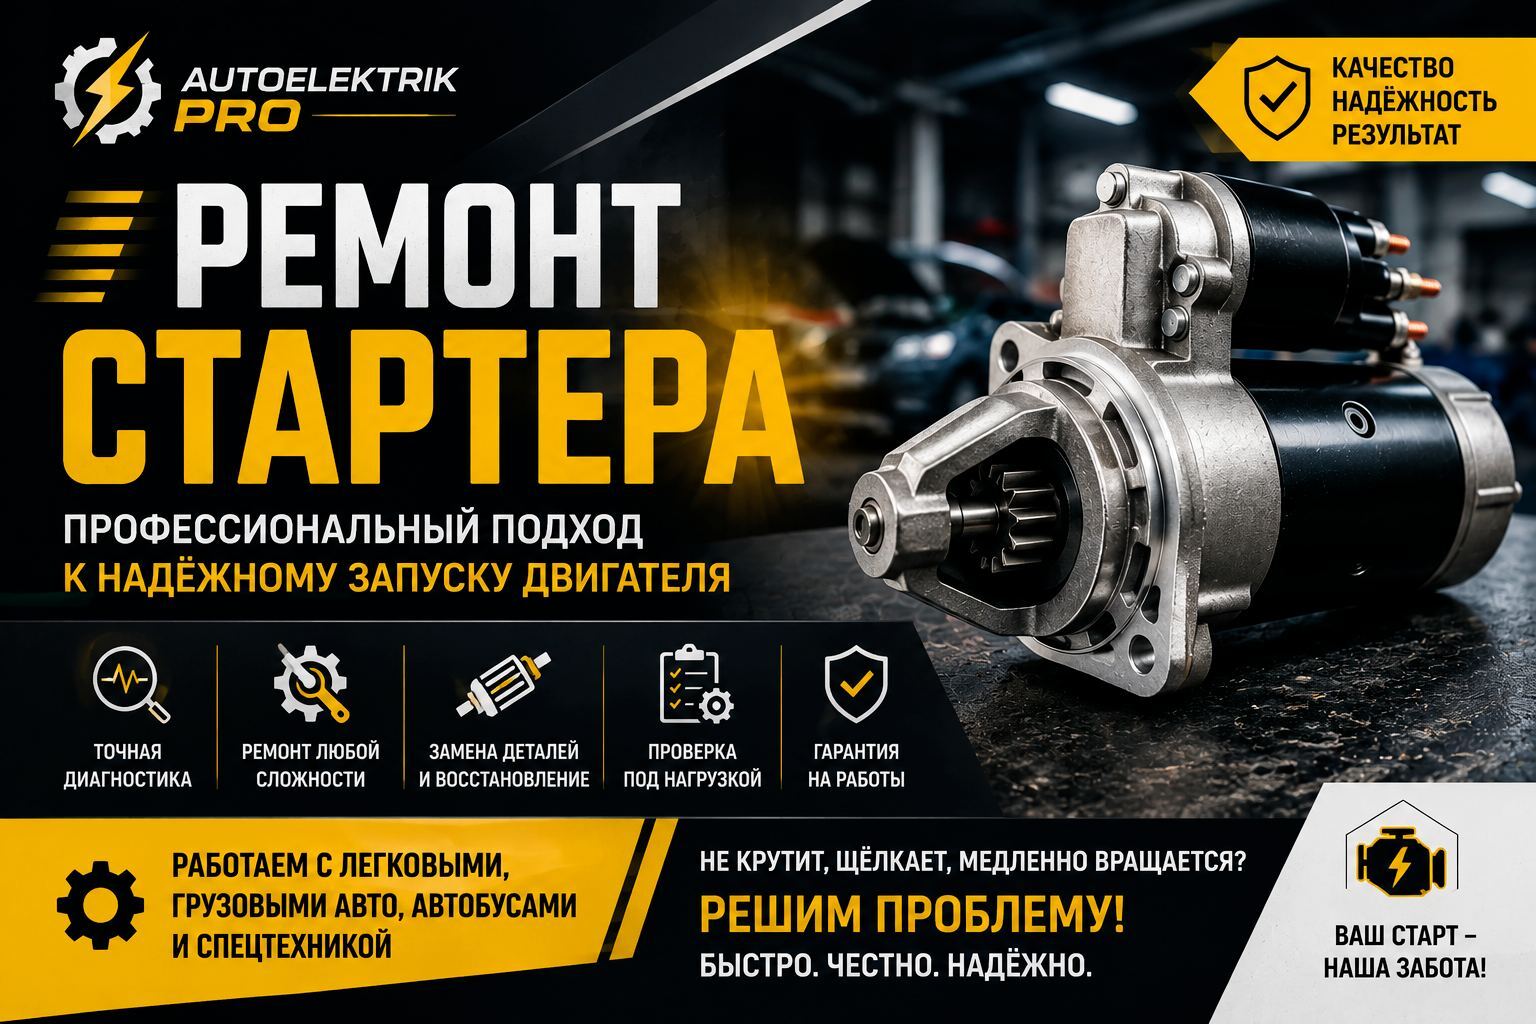 AUTOELEKTRIK
PRO
КАЧЕСТВО
НАДЁЖНОСТЬ
РЕЗУЛЬТАТ
РЕМОНТ
СТАРТЕРА
ПРОФЕССИОНАЛЬНЫЙ ПОДХОД
К НАДЁЖНОМУ ЗАПУСКУ ДВИГАТЕЛЯ
ТОЧНАЯ
ДИАГНОСТИКА
РЕМОНТ ЛЮБОЙ
СЛОЖНОСТИ
ЗАМЕНА ДЕТАЛЕЙ
И ВОССТАНОВЛЕНИЕ
ПРОВЕРКА
ПОД НАГРУЗКОЙ
ГАРАНТИЯ
НА РАБОТЫ
РАБОТАЕМ С ЛЕГКОВЫМИ,
ГРУЗОВЫМИ АВТО, АВТОБУСАМИ
И СПЕЦТЕХНИКОЙ
НЕ КРУТИТ, ЩЁЛКАЕТ, МЕДЛЕННО ВРАЩАЕТСЯ?
РЕШИМ ПРОБЛЕМУ!
БЫСТРО. ЧЕСТНО. НАДЁЖНО.
ВАШ СТАРТ –
НАША ЗАБОТА!